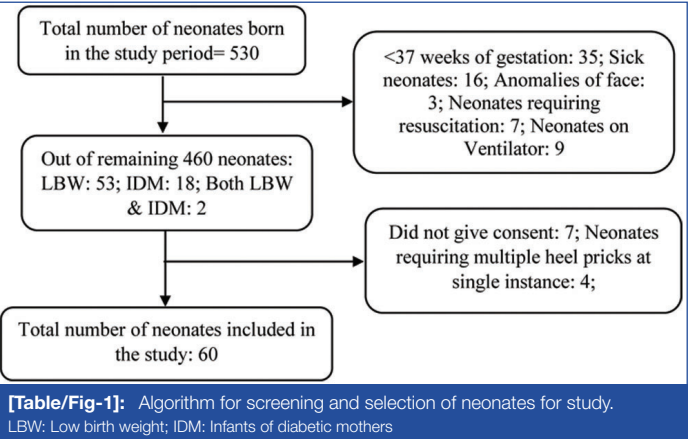 Total number of neonates born
in the study period= 530
<37 weeks of gestation: 35; Sick
neonates: 16; Anomalies of face:
3; Neonates requiring
resuscitation: 7; Neonates on
Ventilator: 9
Out of remaining 460 neonates:
LBW: 53; IDM: 18; Both LBW
& IDM: 2
Did not give consent: 7; Neonates
requiring multiple heel pricks at
single instance: 4;
Total number of neonates included in
the study: 60
[Table/Fig-1]: Algorithm for screening and selection of neonates for study.
LBW: Low birth weight; IDM: Infants of diabetic mothers